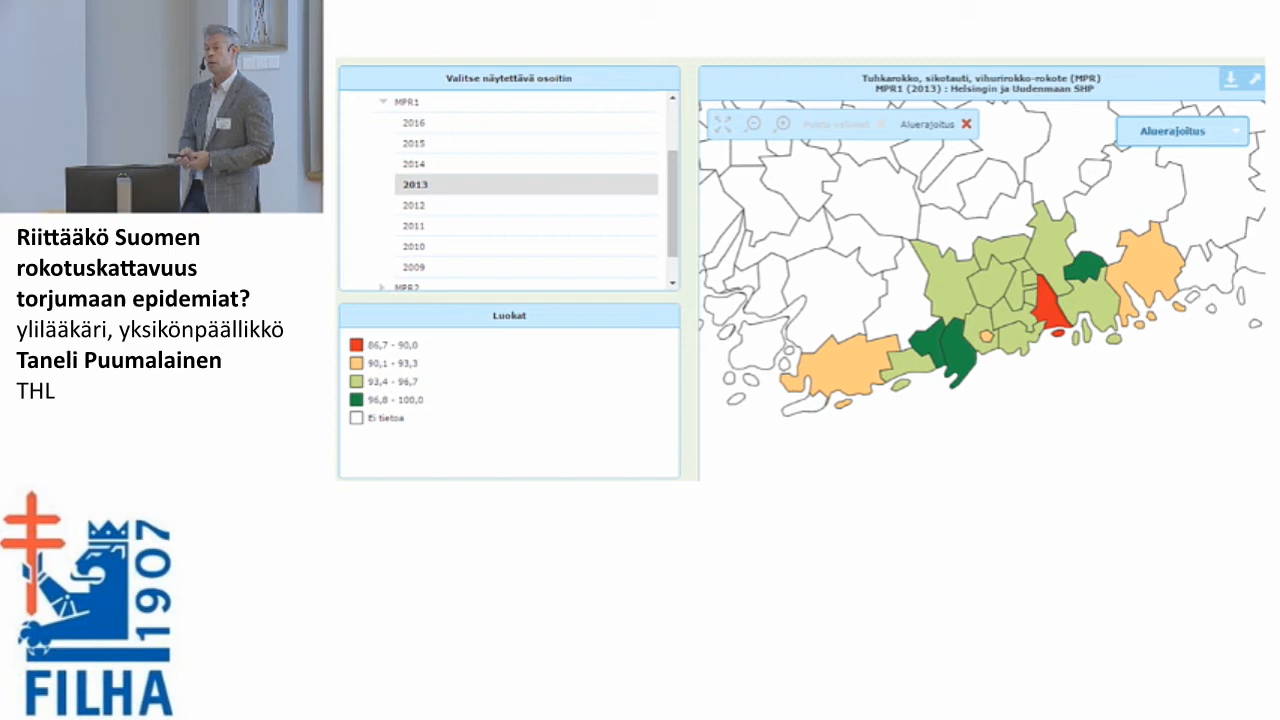 Riittääkö Suomen
rokotuskattavuus
torjumaan epidemiat?
ylilääkäri, yksikönpäällikkö
Taneli Puumalainen
THL
1907
FILHA
Valitse näytettävä osoitin
MPR1
2016
2015
2014
2013
2012
2011
2010
2009
MPR2
Luokat
86,7 - 90,0
90,1 - 93,3
93,4 - 96,7
96,8 - 100,0
Ei tietoa
Tuhkarokko, sikotauti, vihurirokko-rokote (MPR)
MPR1 (2013) : Helsingin ja Uudenmaan SHP
Poista valinnat
Aluerajoitus
Aluerajoitus